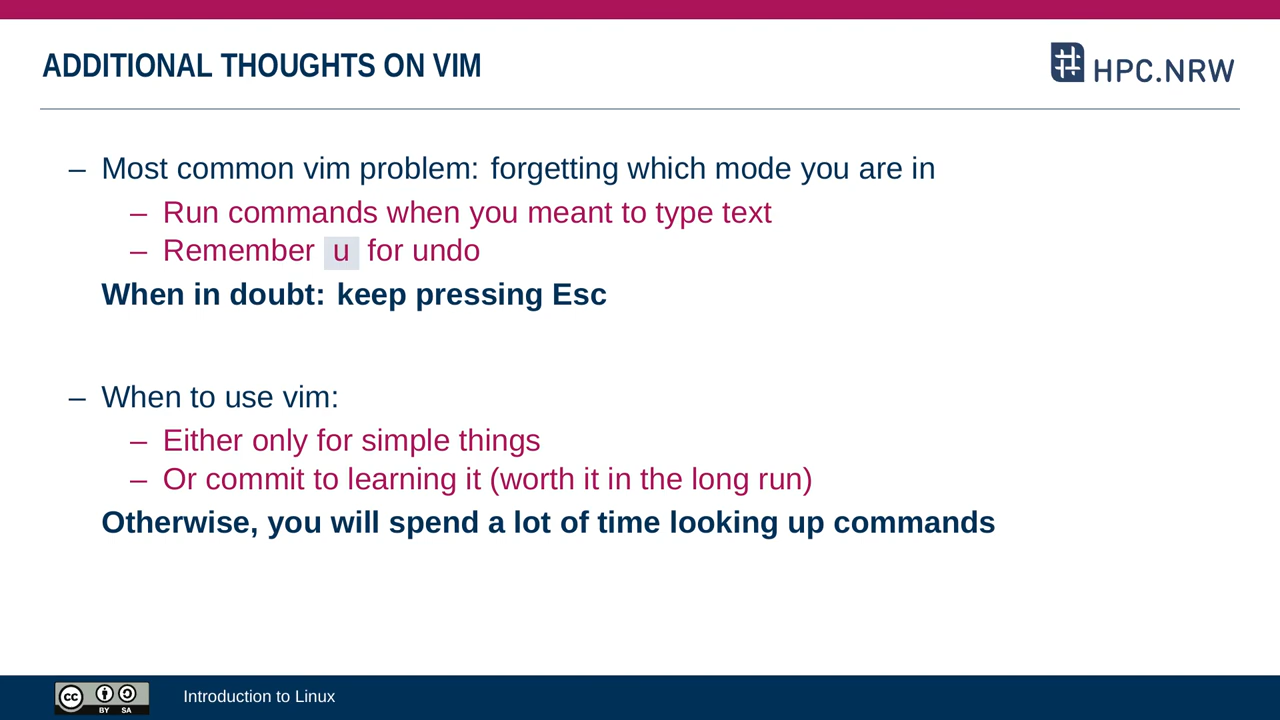 ADDITIONAL THOUGHTS ON VIM
HPC.NRW
– Most common vim problem: forgetting which mode you are in
– Run commands when you meant to type text
– Remember u for undo
When in doubt: keep pressing Esc
– When to use vim:
– Either only for simple things
– Or commit to learning it (worth it in the long run)
Otherwise, you will spend a lot of time looking up commands
cc BY SA
Introduction to Linux